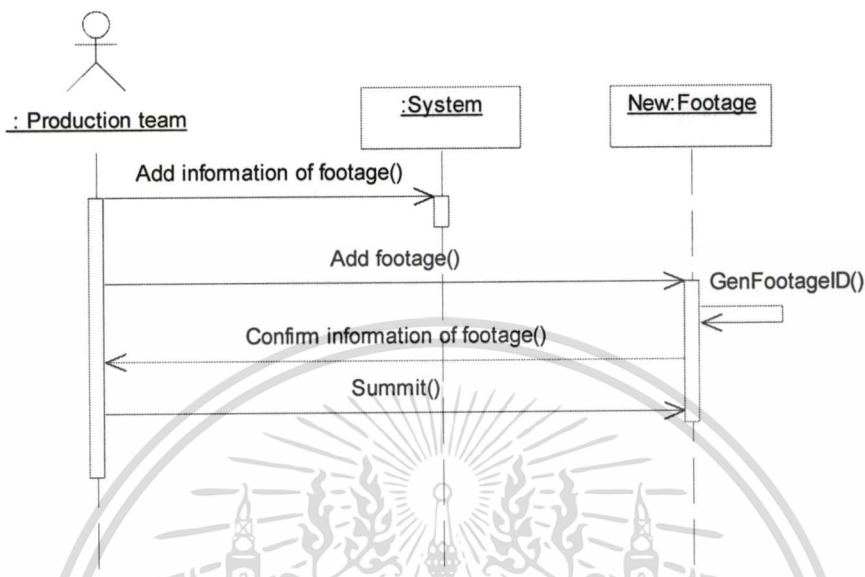 : Production team
:System
New:Footage
Add information of footage()
Add footage()
GenFootageID()
Confirm information of footage()
Summit()